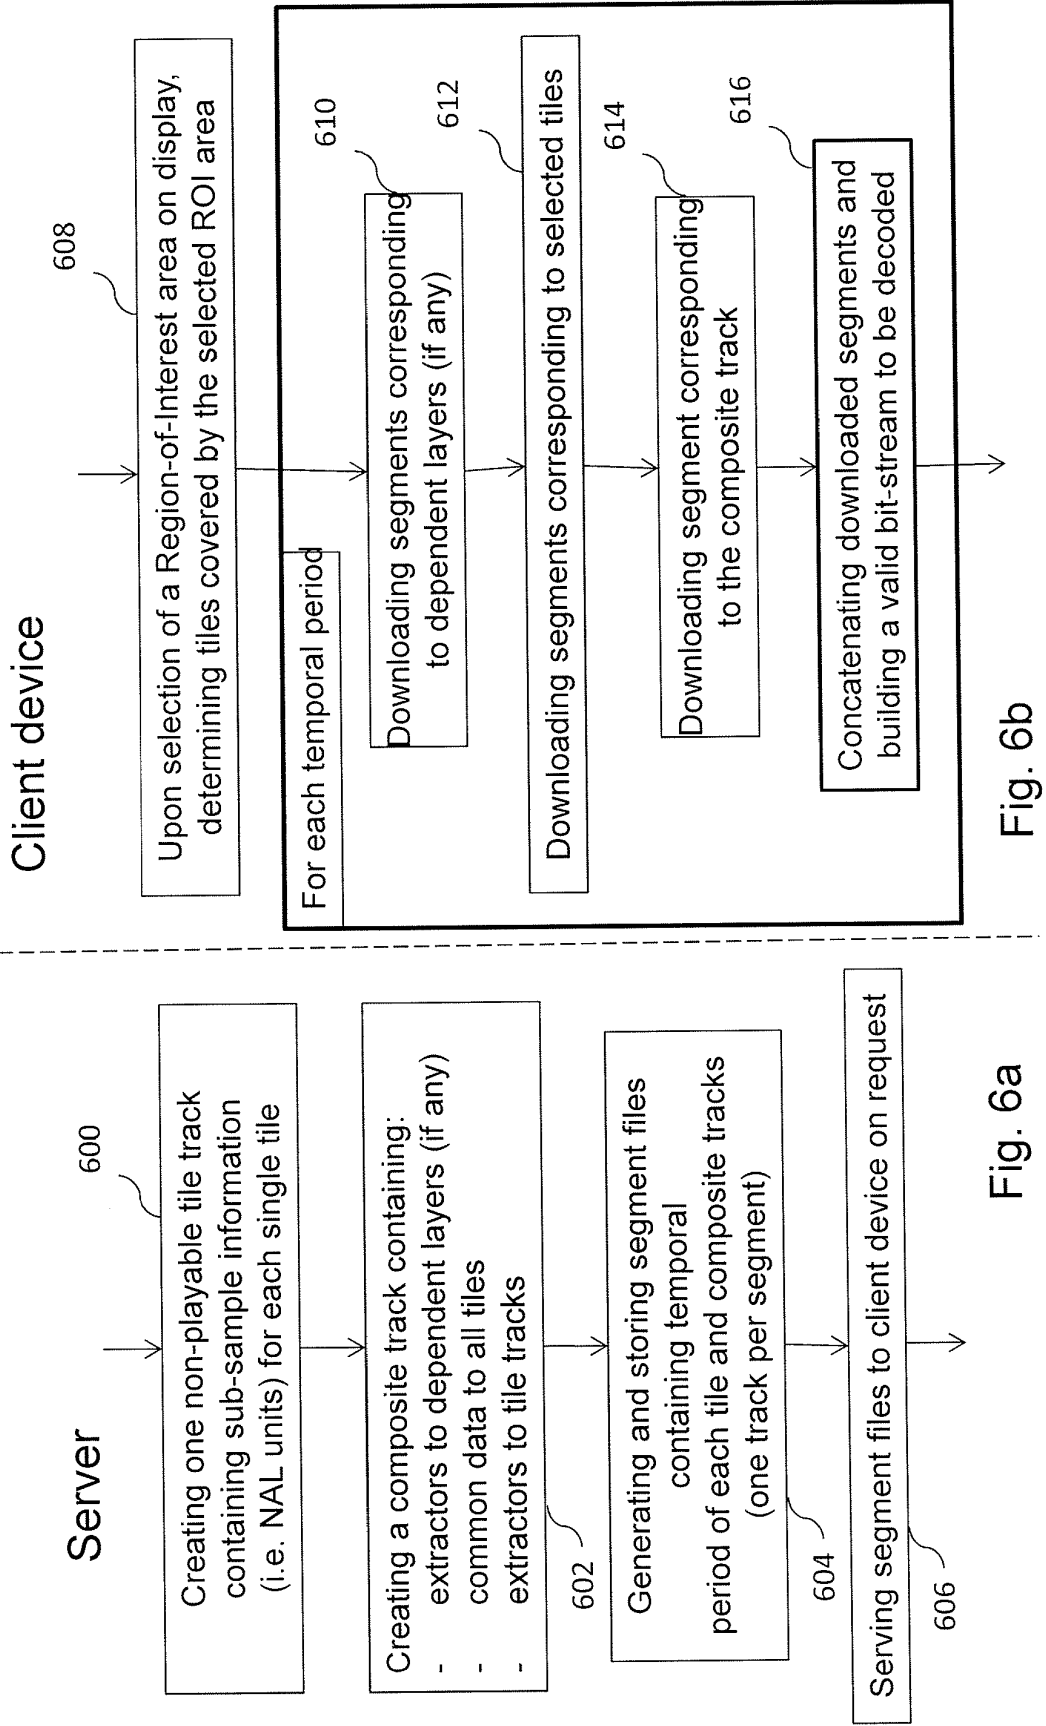 Server
600
Creating one non-playable tile track
containing sub-sample information
(i.e. NAL units) for each single tile
Creating a composite track containing:
- extractors to dependent layers (if any)
- common data to all tiles
- extractors to tile tracks
602
Generating and storing segment files
containing temporal
period of each tile and composite tracks
(one track per segment)
604
Serving segment files to client device on request
606
Fig. 6a
Client device
608
Upon selection of a Region-of-Interest area on display,
determining tiles covered by the selected ROI area
For each temporal period
610
Downloading segments corresponding
to dependent layers (if any)
612
Downloading segments corresponding to selected tiles
614
Downloading segment corresponding
to the composite track
616
Concatenating downloaded segments and
building a valid bit-stream to be decoded
Fig. 6b